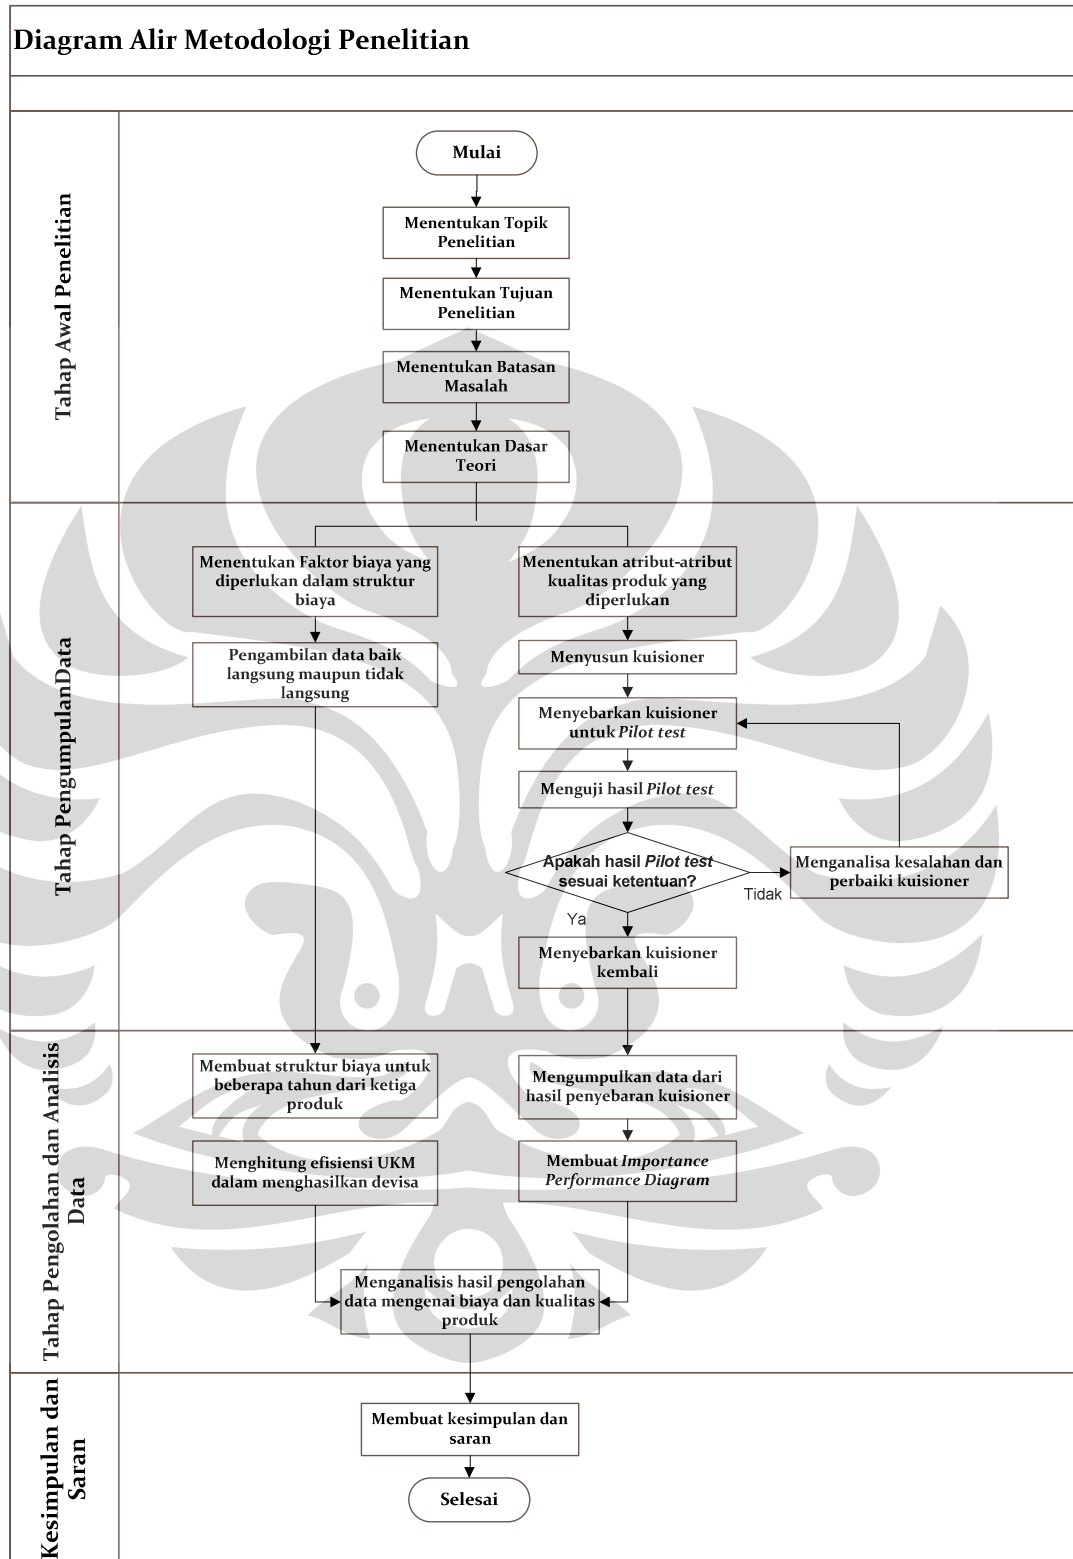 Diagram Alir Metodologi Penelitian
Tahap Awal Penelitian
Mulai
Menentukan Topik
Penelitian
Menentukan Tujuan
Penelitian
Menentukan Batasan
Masalah
Menentukan Dasar
Teori
Tahap PengumpulanData
Menentukan Faktor biaya yang
diperlukan dalam struktur
biaya
Pengambilan data baik
langsung maupun tidak
langsung
Menentukan atribut-atribut
kualitas produk yang
diperlukan
Menyusun kuisioner
Menyebarkan kuisioner
untuk Pilot test
Menguji hasil Pilot test
Apakah hasil Pilot test
sesuai ketentuan?
Tidak
Menganalisa kesalahan dan
perbaiki kuisioner
Ya
Menyebarkan kuisioner
kembali
Tahap Pengolahan dan Analisis
Data
Membuat struktur biaya untuk
beberapa tahun dari ketiga
produk
Menghitung efisiensi UKM
dalam menghasilkan devisa
Mengumpulkan data dari
hasil penyebaran kuisioner
Membuat Importance
Performance Diagram
Menganalisis hasil pengolahan
data mengenai biaya dan kualitas
produk
Kesimpulan dan
Saran
Membuat kesimpulan dan
saran
Selesai